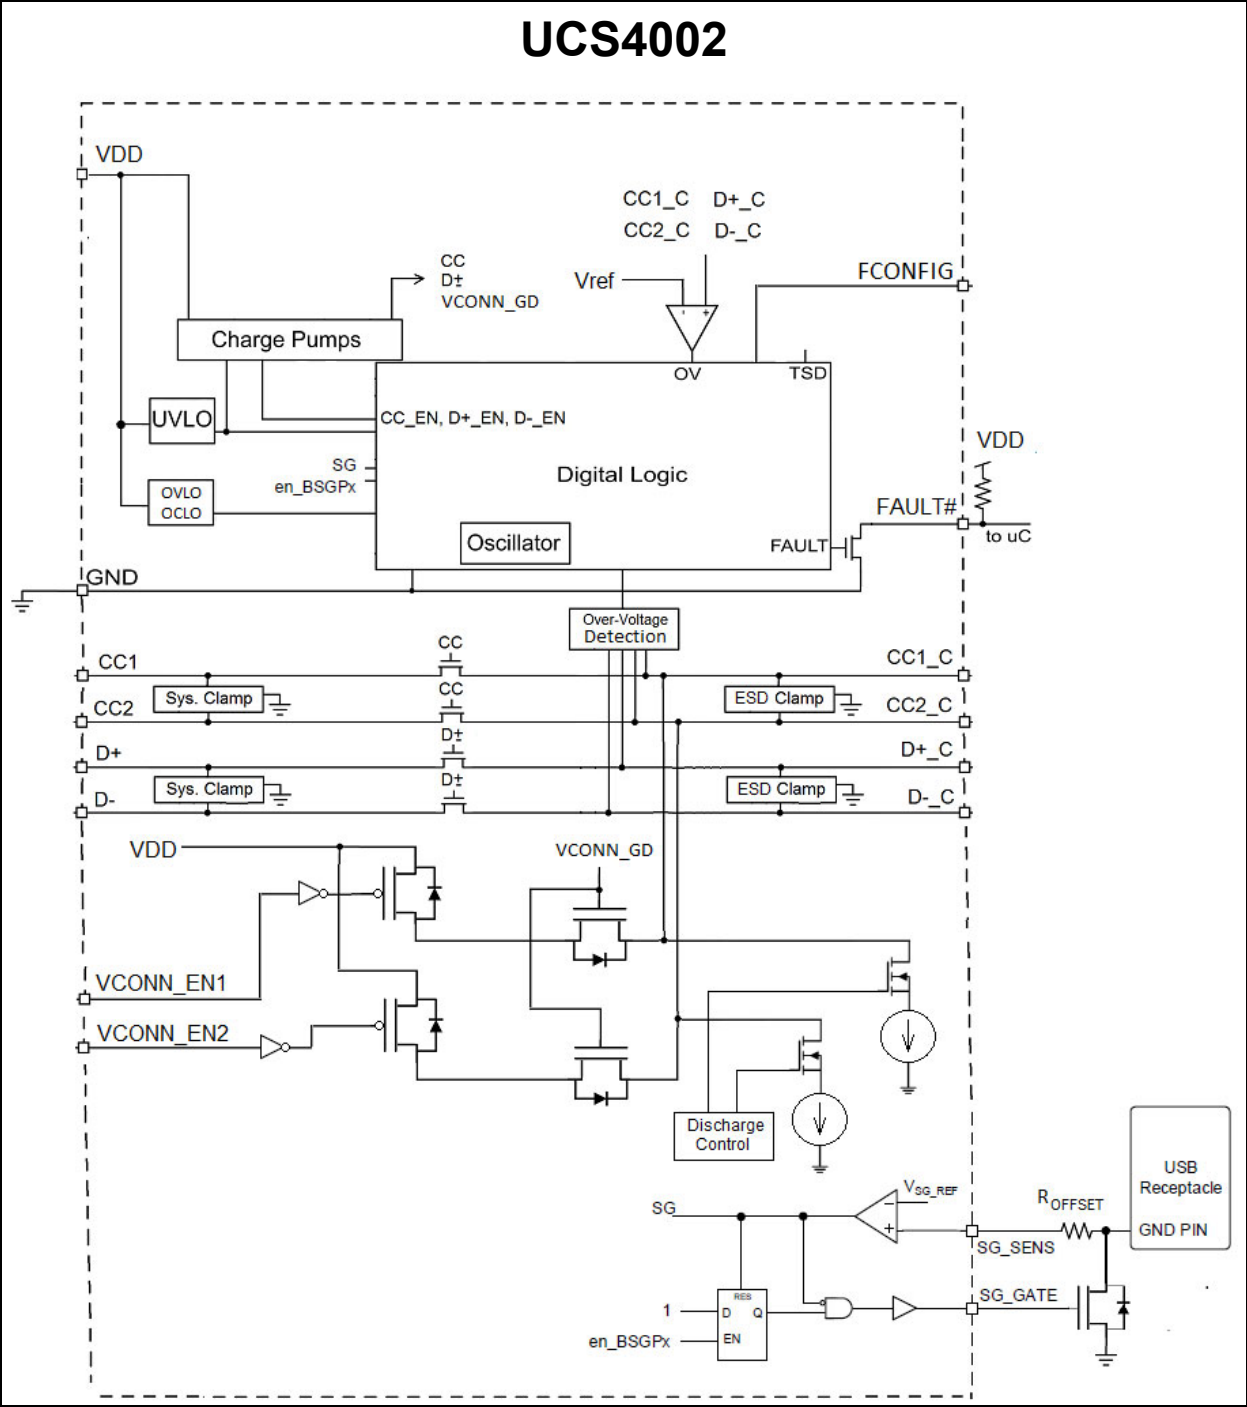 UCS4002
VDD
CC1_C D+_C
CC2_C D-_C
CC
D±
VCONN_GD
Vref
FCONFIG
Charge Pumps
- +
OV
TSD
UVLO
CC_EN, D+_EN, D-_EN
VDD
SG
en_BSGPx
Digital Logic
OVLO
OCLO
FAULT#
to uC
Oscillator
FAULT
GND
Over-Voltage
Detection
CC
CC1
CC1_C
Sys. Clamp
CC
ESD Clamp
CC2
CC2_C
D±
D+
D+_C
D±
Sys. Clamp
ESD Clamp
D-
D-_C
VDD
VCONN_GD
VCONN_EN1
VCONN_EN2
Discharge
Control
USB
Receptacle
VSG_REF
ROFFSET
SG
-
+
GND PIN
SG_SENS
SG_GATE
RES
1
D Q
en_BSGPx
EN